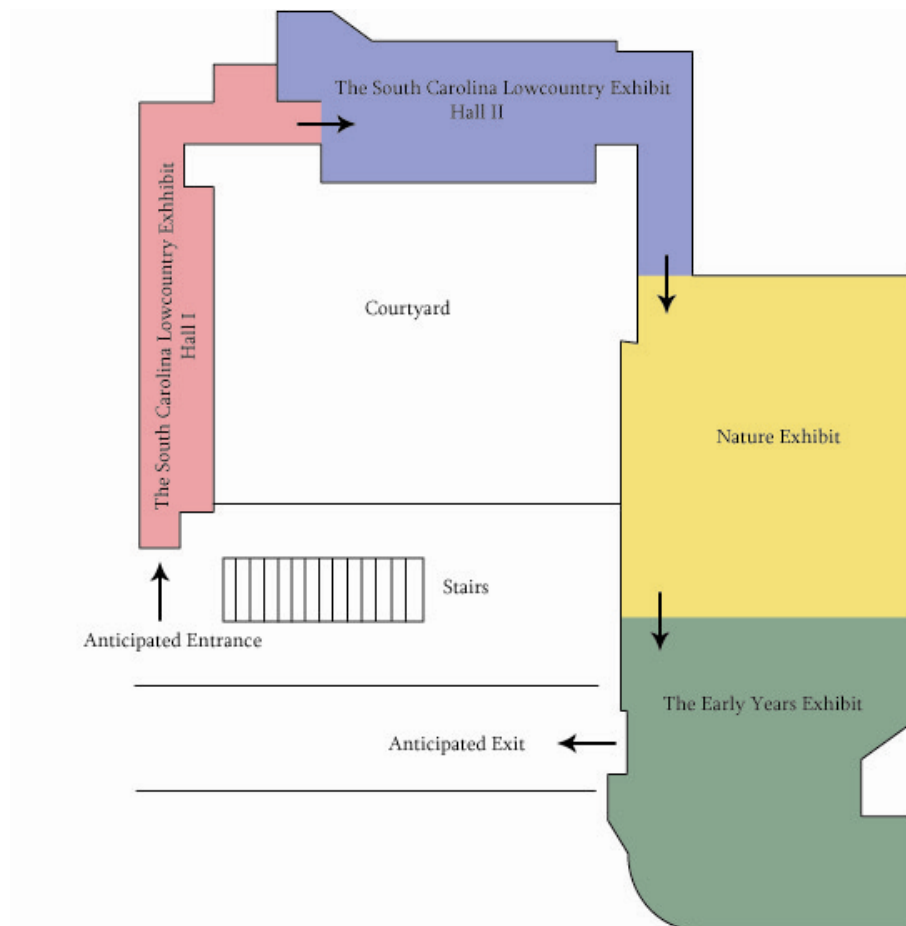 The South Carolina Lowcountry Exhibit
Hall II
The South Carolina Lowcountry Exhhibit
Hall I
Courtyard
Nature Exhibit
Stairs
Anticipated Entrance
The Early Years Exhibit
Anticipated Exit